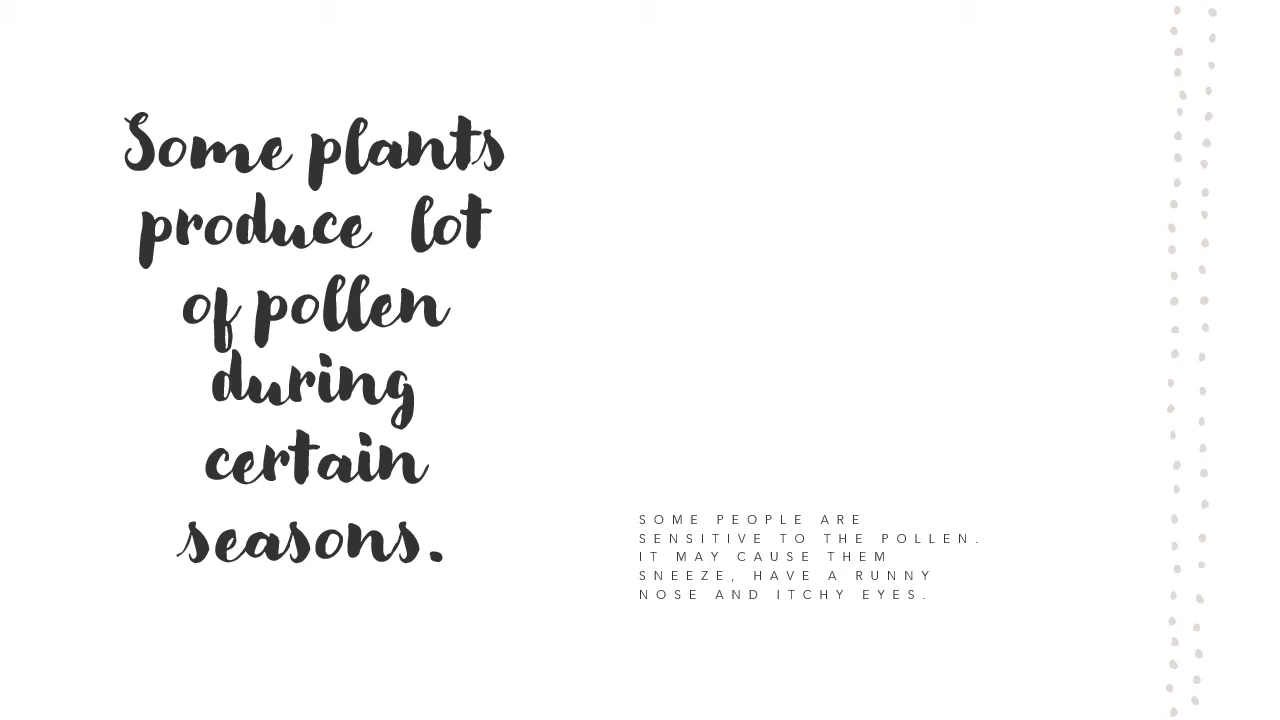 Some plants
produce  lot
of pollen
during
certain
seasons.
SOME PEOPLE ARE
SENSITIVE TO THE POLLEN.
IT MAY CAUSE THEM
SNEEZE, HAVE A RUNNY
NOSE AND ITCHY EYES.